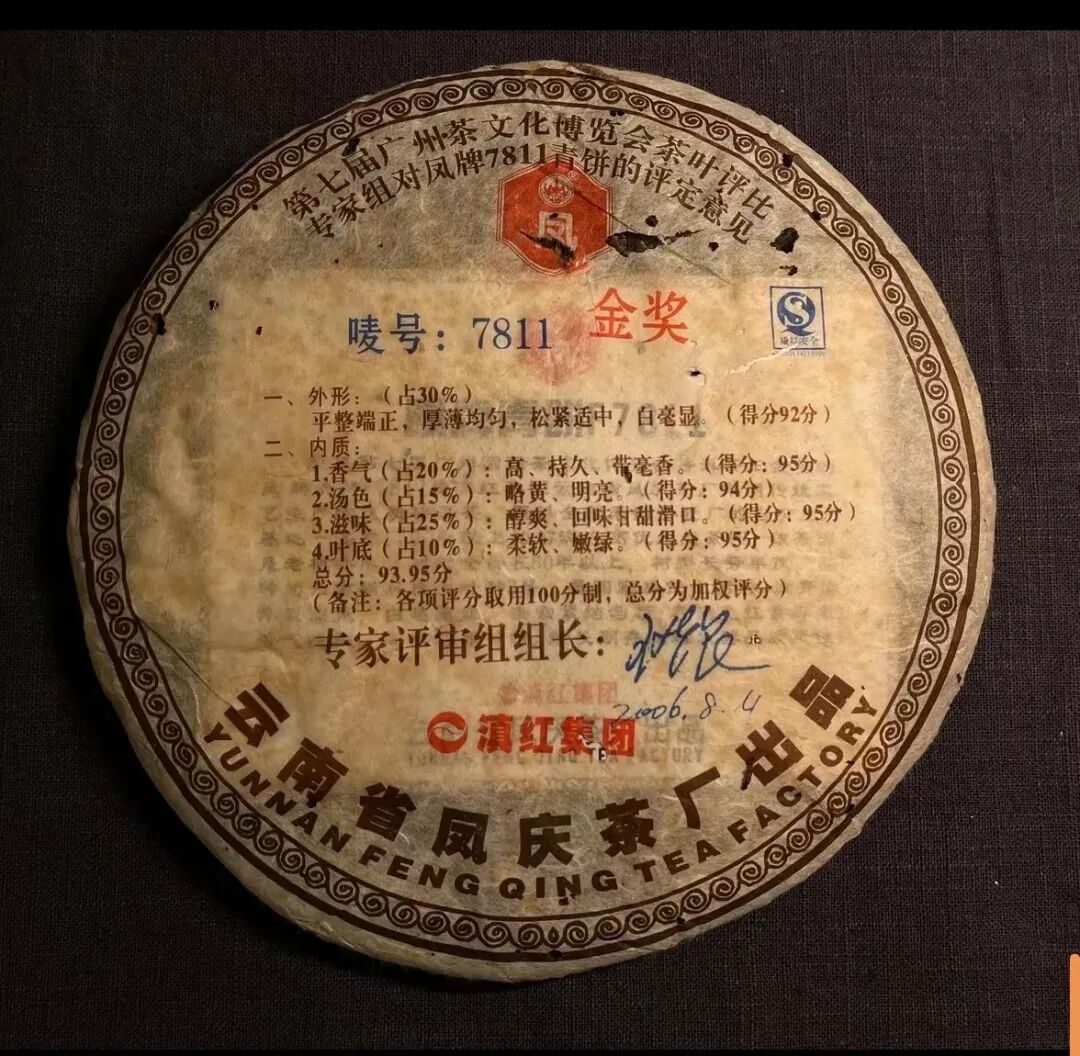 第七届广州茶文化博览会茶叶评比
专家组对凤牌7811青饼的评定意见
凤
唛号：7811
金奖
质量安全
一、外形：（占30%）
平整端正，厚薄均匀，松紧适中，白毫显。（得分92分）
二、内质：
1.香气（占20%）：高、持久、带毫香。（得分：95分）
2.汤色（占15%）：略黄、明亮。（得分：94分）
3.滋味（占25%）：醇爽、回味甘甜滑口。（得分：95分）
4.叶底（占10%）：柔软、嫩绿。（得分：95分）
总分：93.95分
（备注：各项评分取用100分制，总分为加权评分）
专家评审组组长：
2006.8.4
滇红集团
云南省凤庆茶厂出品
YUNNAN FENG QING TEA FACTORY